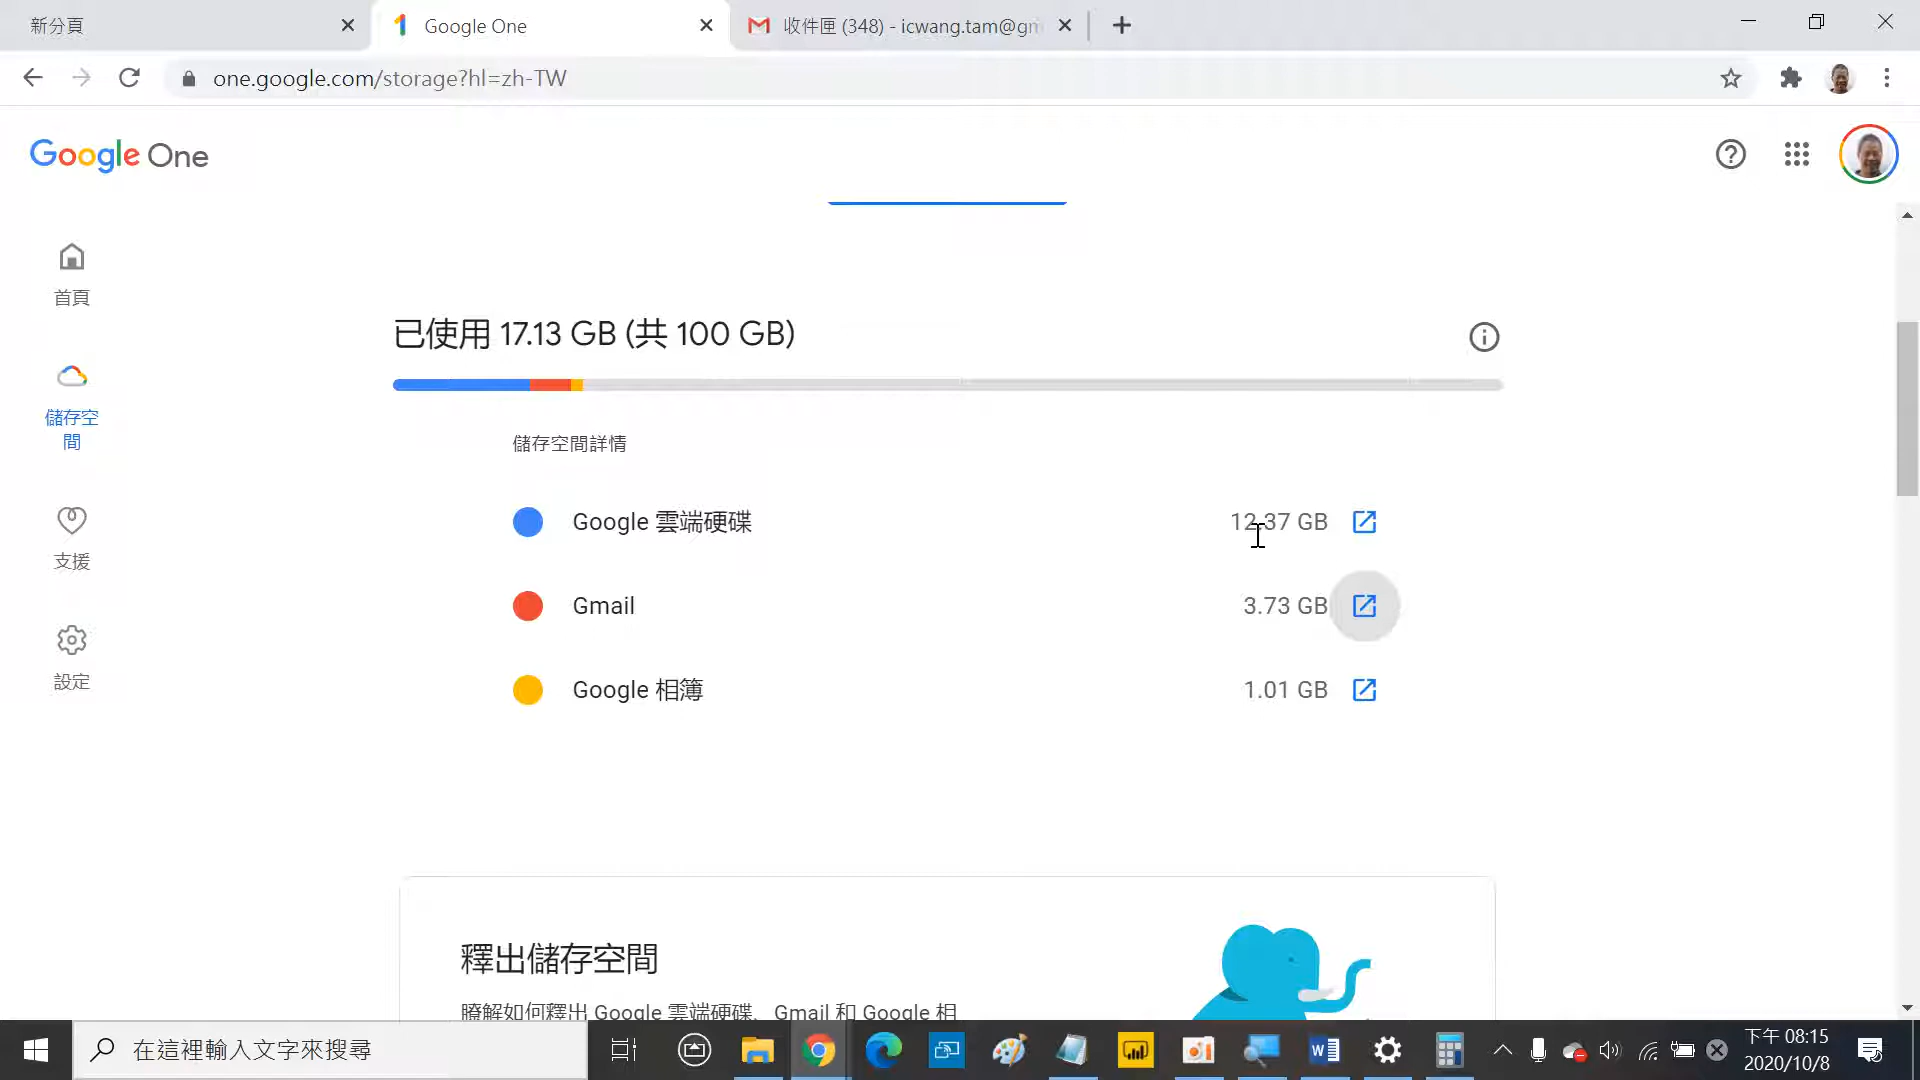 新分頁
Google One
收件匣 (348) - icwang.tam@gm
one.google.com/storage?hl=zh-TW
Google One
首頁
儲存空
間
支援
設定
已使用 17.13 GB (共 100 GB)
儲存空間詳情
Google 雲端硬碟
12.37 GB
Gmail
3.73 GB
Google 相簿
1.01 GB
釋出儲存空間
瞭解如何釋出 Google 雲端硬碟、Gmail 和 Google 相
在這裡輸入文字來搜尋
下午 08:15
2020/10/8